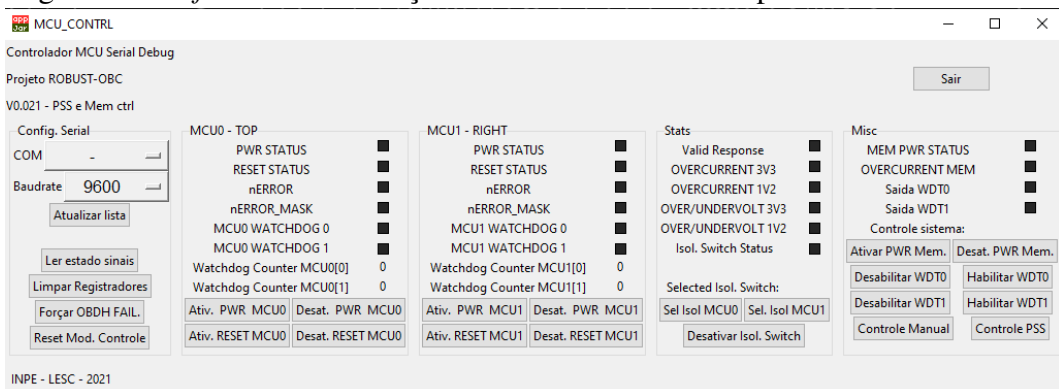 MCU_CONTRL
Controlador MCU Serial Debug
Projeto ROBUST-OBC
Sair
V0.021 - PSS e Mem ctrl
Config. Serial
COM -
Baudrate 9600
Atualizar lista
Ler estado sinais
Limpar Registradores
Forçar OBDH FAIL.
Reset Mod. Controle
MCU0 - TOP
PWR STATUS
RESET STATUS
nERROR
nERROR_MASK
MCU0 WATCHDOG 0
MCU0 WATCHDOG 1
Watchdog Counter MCU0[0] 0
Watchdog Counter MCU0[1] 0
Ativ. PWR MCU0 Desat. PWR MCU0
Ativ. RESET MCU0 Desat. RESET MCU0
MCU1 - RIGHT
PWR STATUS
RESET STATUS
nERROR
nERROR_MASK
MCU1 WATCHDOG 0
MCU1 WATCHDOG 1
Watchdog Counter MCU1[0] 0
Watchdog Counter MCU1[1] 0
Ativ. PWR MCU1 Desat. PWR MCU1
Ativ. RESET MCU1 Desat. RESET MCU1
Stats
Valid Response
OVERCURRENT 3V3
OVERCURRENT 1V2
OVER/UNDERVOLT 3V3
OVER/UNDERVOLT 1V2
Isol. Switch Status
Selected Isol. Switch:
Sel Isol MCU0 Sel. Isol MCU1
Desativar Isol. Switch
Misc
MEM PWR STATUS
OVERCURRENT MEM
Saida WDT0
Saida WDT1
Controle sistema:
Ativar PWR Mem. Desat. PWR Mem.
Desabilitar WDT0 Habilitar WDT0
Desabilitar WDT1 Habilitar WDT1
Controle Manual Controle PSS
INPE - LESC - 2021